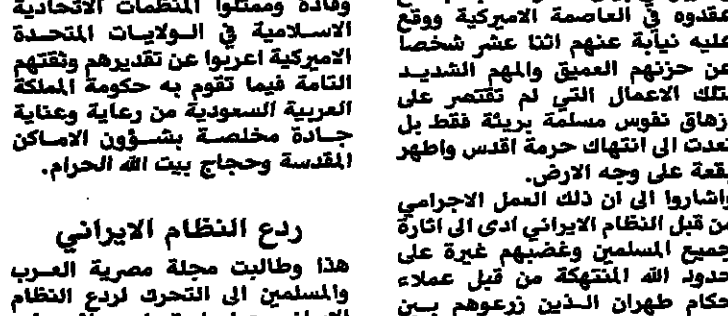 عقدوه في العاصمة الاميركية ووقع
عليه نيابة عنهم اثنا عشر شخصا
عن حزنهم العميق والمهم الشديد
لتلك الاعمال التي لم تقتصر على
ازهاق نفوس مسلمة بريئة فقط بل
تعدت الى انتهاك حرمة اقدس واطهر
بقعة على وجه الارض.
واشاروا الى ان ذلك العمل الاجرامي
من قبل النظام الايراني ادى الى اثارة
جميع المسلمين وغضبهم غيرة على
حدود الله المنتهكة من قبل عملاء
حكام طهران الذين زرعوهم بين
وقادة وممثلوا المنظمات الاتحادية
الاسلامية في الولايات المتحدة
الاميركية اعربوا عن تقديرهم وثقتهم
التامة فيما تقوم به حكومة المملكة
العربية السعودية من رعاية وعناية
جادة مخلصة بشؤون الاماكن
المقدسة وحجاج بيت الله الحرام.
ردع النظام الايراني
هذا وطالبت مجلة مصرية العرب
والمسلمين الى التحرك لردع النظام